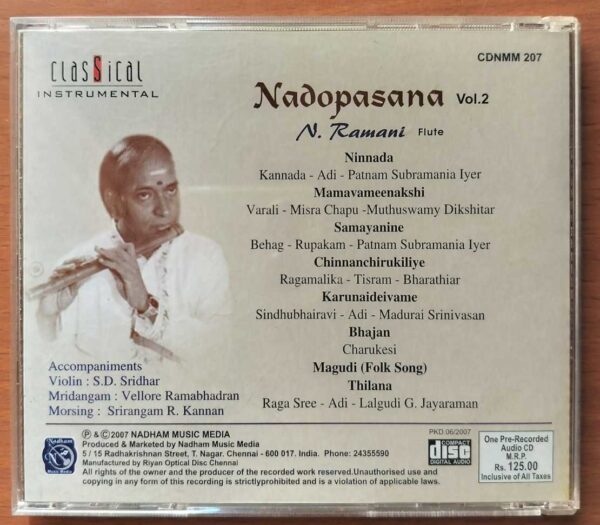 CDNMM 207
classical
INSTRUMENTAL
Nadopasana Vol.2
N. Ramani Flute
Ninnada
Kannada - Adi - Patnam Subramania Iyer
Mamavameenakshi
Varali - Misra Chapu -Muthuswamy Dikshitar
Samayanine
Behag - Rupakam - Patnam Subramania Iyer
Chinnanchirukiliye
Ragamalika - Tisram - Bharathiar
Karunaideivame
Sindhubhairavi - Adi - Madurai Srinivasan
Bhajan
Charukesi
Magudi (Folk Song)
Thilana
Raga Sree - Adi - Lalgudi G. Jayaraman
Accompaniments
Violin : S.D. Sridhar
Mridangam : Vellore Ramabhadran
Morsing : Srirangam R. Kannan
Nadham
Music Media
℗ & © 2007 NADHAM MUSIC MEDIA
Produced & Marketed by Nadham Music Media
5 / 15 Radhakrishnan Street, T. Nagar. Chennai - 600 017. India. Phone: 24355590
Manufactured by Riyan Optical Disc Chennai
All rights of the owner and the producer of the recorded work reserved.Unauthorised use and
copying in any form of this recording is strictlyprohibited and is a violation of applicable laws.
PKD.06/2007
COMPACT
disc
DIGITAL AUDIO
One Pre-Recorded
Audio CD
M.R.P.
Rs. 125.00
Inclusive of All Taxes